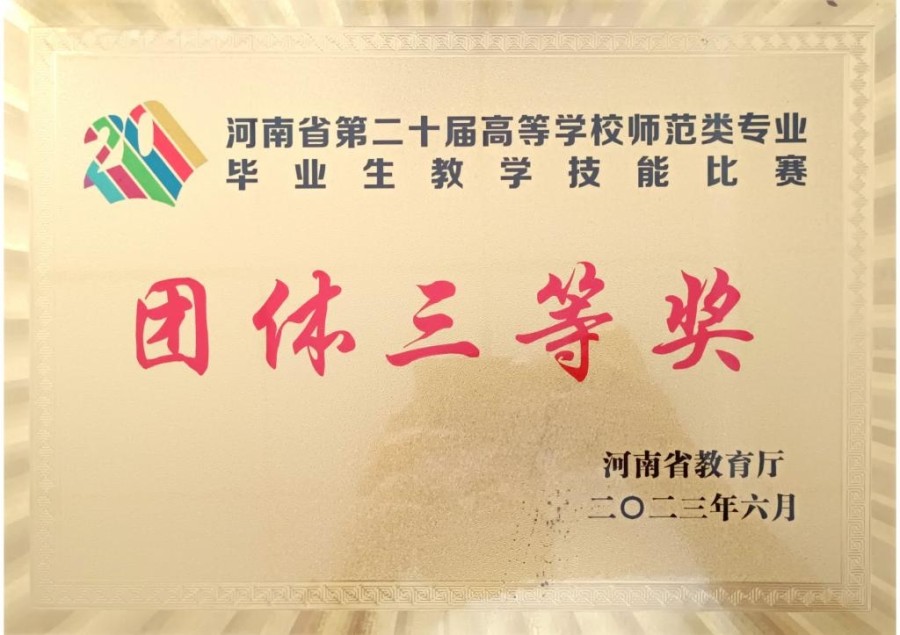 20
河南省第二十届高等学校师范类专业
毕业生教学技能比赛
团体三等奖
河南省教育厅
二〇二三年六月